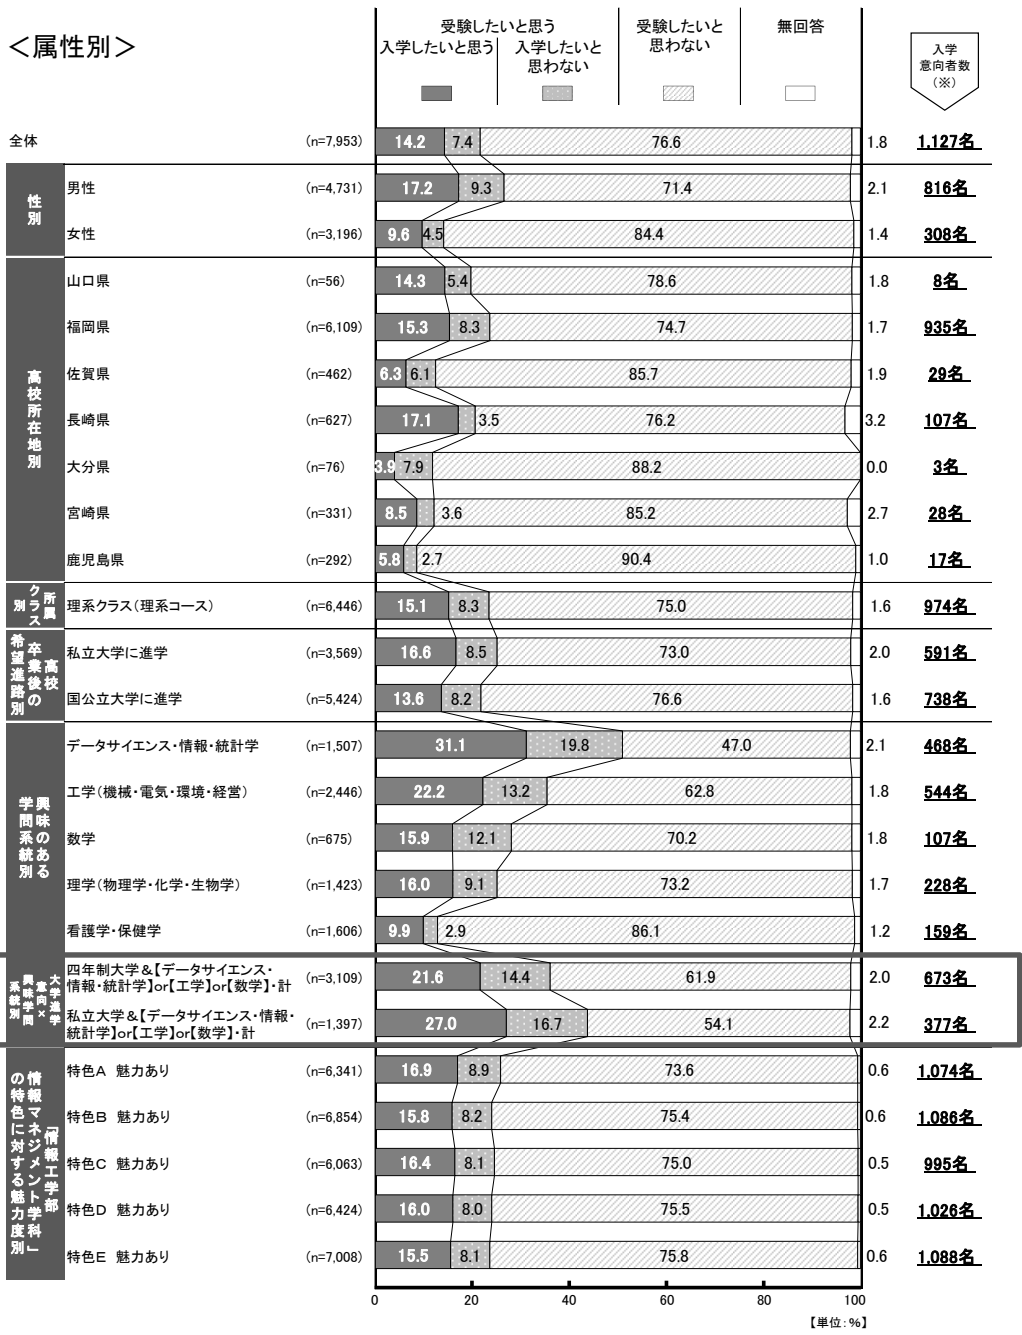 ＜属性別＞
受験したいと思う
入学したいと思う
入学したいと
思わない
受験したいと
思わない
無回答
入学
意向者数
（※）
全体 (n=7,953) 14.2 7.4 76.6 1.8 1,127名
性別
男性 (n=4,731) 17.2 9.3 71.4 2.1 816名
女性 (n=3,196) 9.6 4.5 84.4 1.4 308名
高校所在地別
山口県 (n=56) 14.3 5.4 78.6 1.8 8名
福岡県 (n=6,109) 15.3 8.3 74.7 1.7 935名
佐賀県 (n=462) 6.3 6.1 85.7 1.9 29名
長崎県 (n=627) 17.1 3.5 76.2 3.2 107名
大分県 (n=76) 3.9 7.9 88.2 0.0 3名
宮崎県 (n=331) 8.5 3.6 85.2 2.7 28名
鹿児島県 (n=292) 5.8 2.7 90.4 1.0 17名
所属
クラス
別
理系クラス（理系コース） (n=6,446) 15.1 8.3 75.0 1.6 974名
高校
卒業後の
希望進路別
私立大学に進学 (n=3,569) 16.6 8.5 73.0 2.0 591名
国公立大学に進学 (n=5,424) 13.6 8.2 76.6 1.6 738名
興味のある
学問系統別
データサイエンス・情報・統計学 (n=1,507) 31.1 19.8 47.0 2.1 468名
工学（機械・電気・環境・経営） (n=2,446) 22.2 13.2 62.8 1.8 544名
数学 (n=675) 15.9 12.1 70.2 1.8 107名
理学（物理学・化学・生物学） (n=1,423) 16.0 9.1 73.2 1.7 228名
看護学・保健学 (n=1,606) 9.9 2.9 86.1 1.2 159名
大学進学
意向×
興味学問
系統別
四年制大学＆【データサイエンス・
情報・統計学】or【工学】or【数学】・計 (n=3,109) 21.6 14.4 61.9 2.0 673名
私立大学＆【データサイエンス・情報・
統計学】or【工学】or【数学】・計 (n=1,397) 27.0 16.7 54.1 2.2 377名
「情報工学部
情報マネジメント学科」
の特色に対する魅力度別
特色A 魅力あり (n=6,341) 16.9 8.9 73.6 0.6 1,074名
特色B 魅力あり (n=6,854) 15.8 8.2 75.4 0.6 1,086名
特色C 魅力あり (n=6,063) 16.4 8.1 75.0 0.5 995名
特色D 魅力あり (n=6,424) 16.0 8.0 75.5 0.5 1,026名
特色E 魅力あり (n=7,008) 15.5 8.1 75.8 0.6 1,088名
0 20 40 60 80 100
【単位：％】